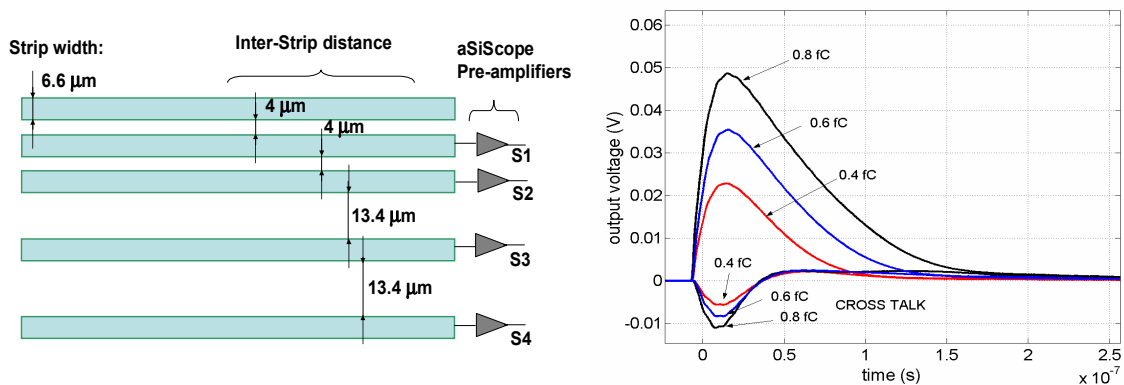 Strip width:
Inter-Strip distance
aSiScope
Pre-amplifiers
6.6 µm
4 µm
4 µm
S1
S2
13.4 µm
S3
13.4 µm
S4
0.06
0.05
0.04
0.03
0.02
0.01
0
-0.01
output voltage (V)
0.8 fC
0.6 fC
0.4 fC
0.4 fC
0.6 fC
0.8 fC
CROSS TALK
0
0.5
1
1.5
2
2.5
time (s)
x 10⁻⁷